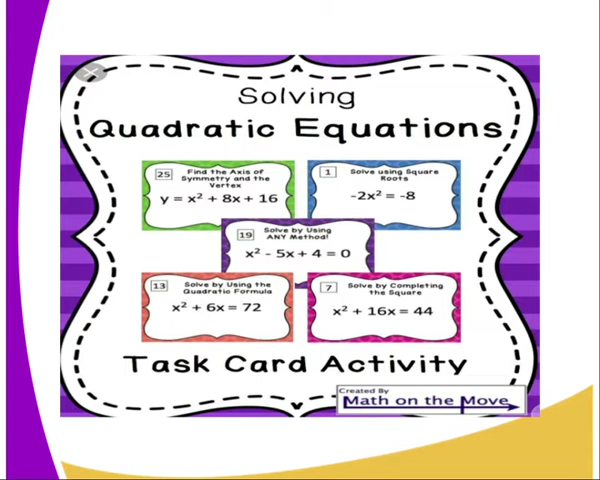 Solving
Quadratic Equations
25
Find the Axis of
Symmetry and the
Vertex
y = x² + 8x + 16
1
Solve using Square
Roots
-2x² = -8
19
Solve by Using
ANY Method!
x² - 5x + 4 = 0
13
Solve by Using the
Quadratic Formula
x² + 6x = 72
7
Solve by Completing
the Square
x² + 16x = 44
Task Card Activity
Created By
Math on the Move